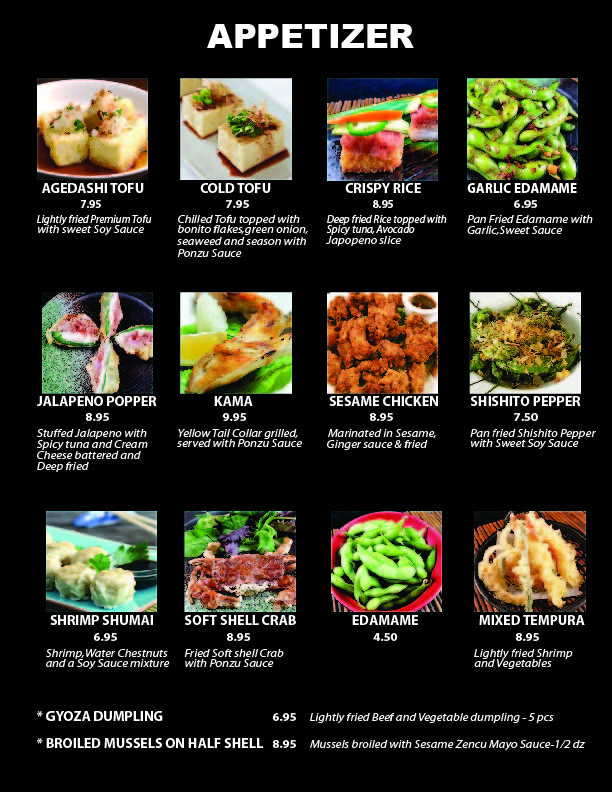 APPETIZER
AGEDASHI TOFU
7.95
Lightly fried Premium Tofu
with sweet Soy Sauce
COLD TOFU
7.95
Chilled Tofu topped with
bonito flakes,green onion,
seaweed and season with
Ponzu Sauce
CRISPY RICE
8.95
Deep fried Rice topped with
Spicy tuna, Avocado
Japopeno slice
GARLIC EDAMAME
6.95
Pan Fried Edamame with
Garlic,Sweet Sauce
JALAPENO POPPER
8.95
Stuffed Jalapeno with
Spicy tuna and Cream
Cheese battered and
Deep fried
KAMA
9.95
Yellow Tail Collar grilled,
served with Ponzu Sauce
SESAME CHICKEN
8.95
Marinated in Sesame,
Ginger sauce & fried
SHISHITO PEPPER
7.50
Pan fried Shishito Pepper
with Sweet Soy Sauce
SHRIMP SHUMAI
6.95
Shrimp,Water Chestnuts
and a Soy Sauce mixture
SOFT SHELL CRAB
8.95
Fried Soft shell Crab
with Ponzu Sauce
EDAMAME
4.50
MIXED TEMPURA
8.95
Lightly fried Shrimp
and Vegetables
* GYOZA DUMPLING 6.95 Lightly fried Beef and Vegetable dumpling - 5 pcs
* BROILED MUSSELS ON HALF SHELL 8.95 Mussels broiled with Sesame Zencu Mayo Sauce-1/2 dz